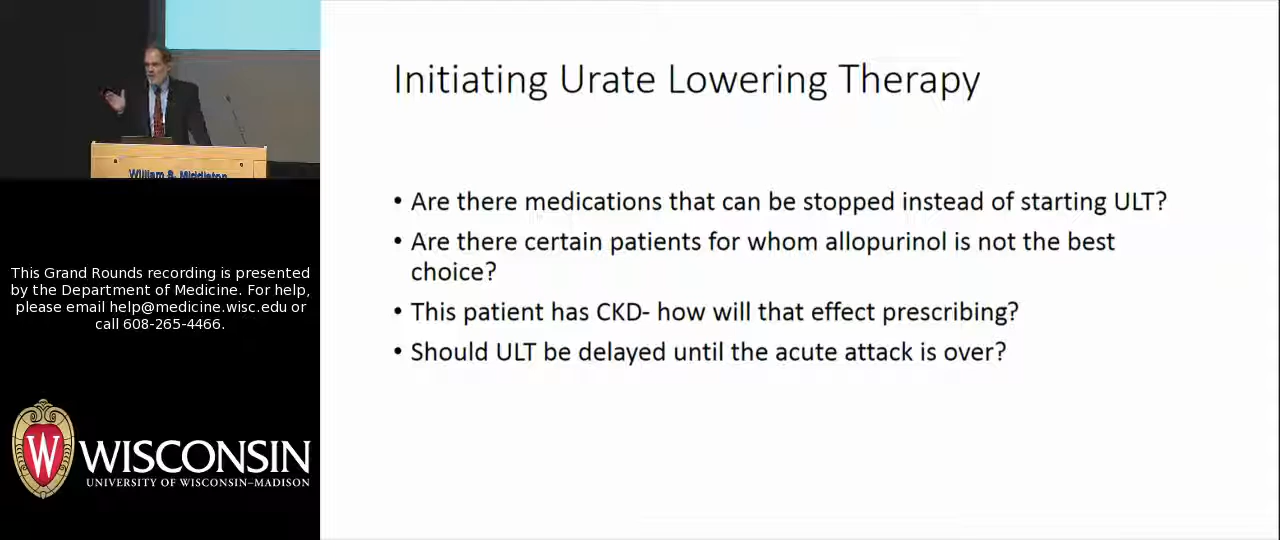 Initiating Urate Lowering Therapy
• Are there medications that can be stopped instead of starting ULT?
• Are there certain patients for whom allopurinol is not the best
choice?
• This patient has CKD- how will that effect prescribing?
• Should ULT be delayed until the acute attack is over?
William S. Middleton
This Grand Rounds recording is presented
by the Department of Medicine. For help,
please email help@medicine.wisc.edu or
call 608-265-4466.
W
WISCONSIN
UNIVERSITY OF WISCONSIN–MADISON